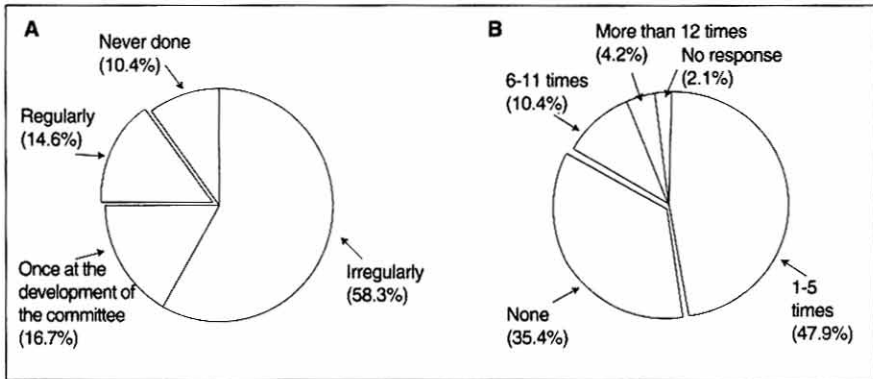 A
Never done
(10.4%)
Regularly
(14.6%)
Once at the
development of
the committee
(16.7%)
Irregularly
(58.3%)
B
More than 12 times
(4.2%)
No response
(2.1%)
6-11 times
(10.4%)
None
(35.4%)
1-5
times
(47.9%)